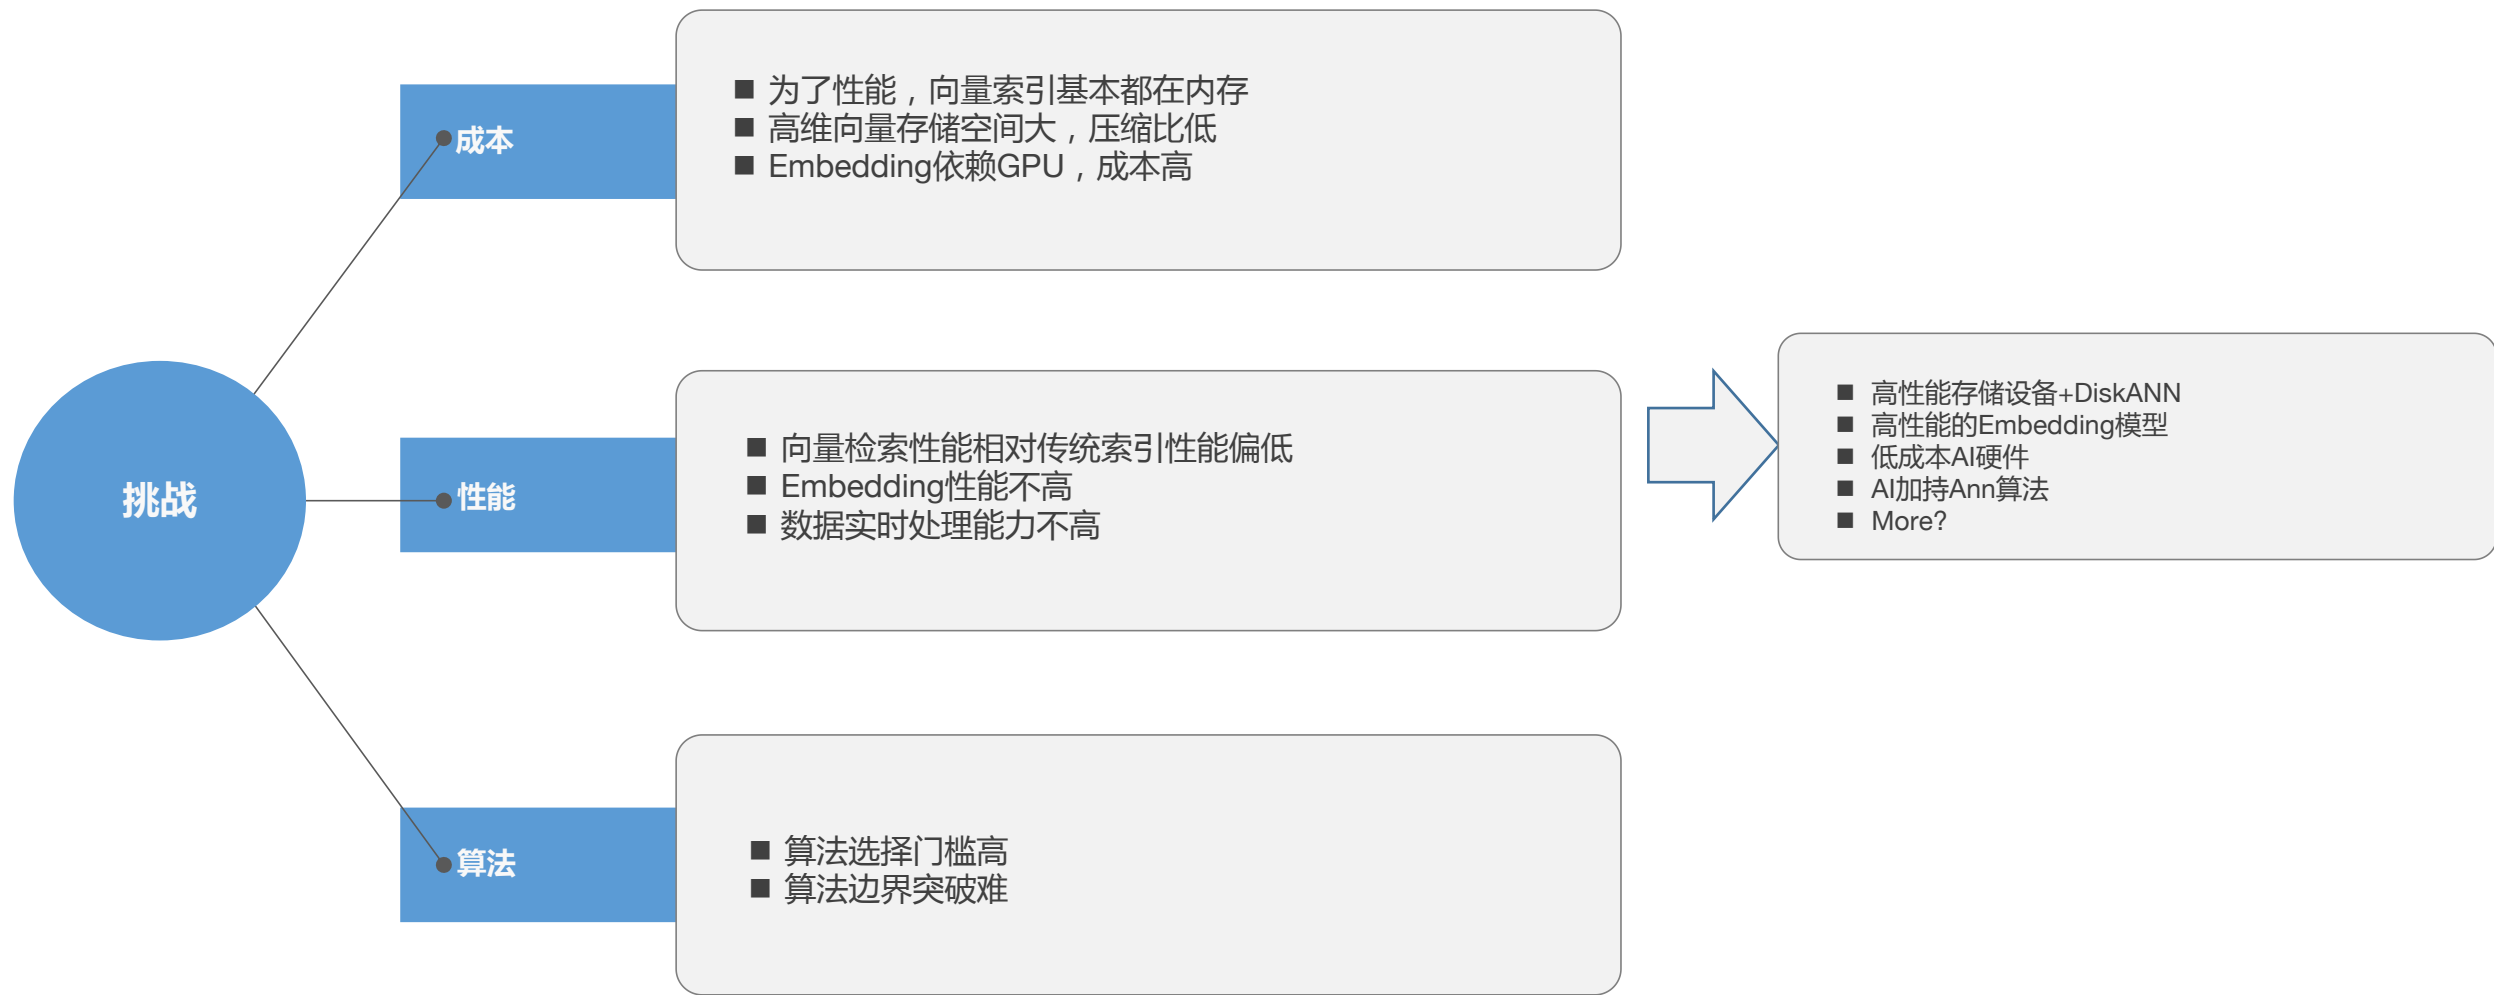 挑战
成本
为了性能，向量索引基本都在内存
高维向量存储空间大，压缩比低
Embedding依赖GPU，成本高
性能
向量检索性能相对传统索引性能偏低
Embedding性能不高
数据实时处理能力不高
算法
算法选择门槛高
算法边界突破难
高性能存储设备+DiskANN
高性能的Embedding模型
低成本AI硬件
AI加持Ann算法
More?